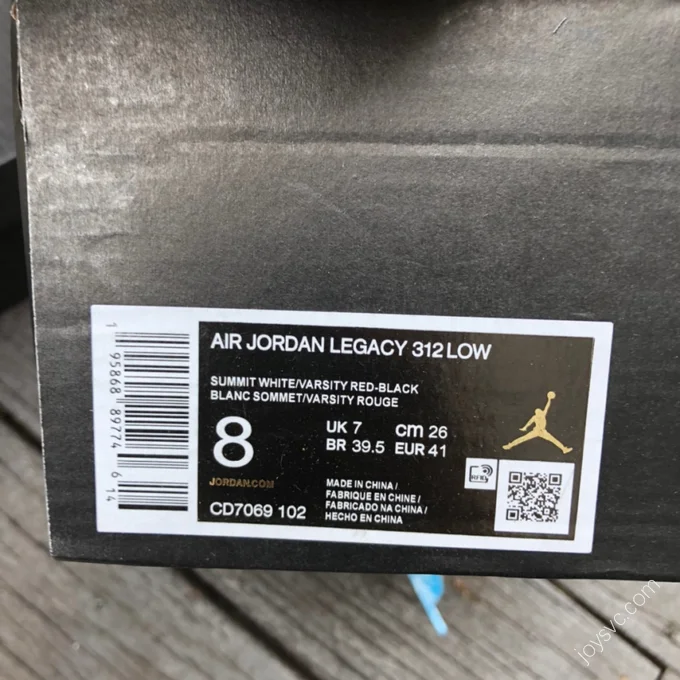 AIR JORDAN LEGACY 312 LOW
SUMMIT WHITE/VARSITY RED-BLACK
BLANC SOMMET/VARSITY ROUGE
8
UK 7 cm 26
BR 39.5 EUR 41
JORDAN.COM
CD7069 102
MADE IN CHINA /
FABRIQUE EN CHINE /
FABRICADO NA CHINA /
HECHO EN CHINA
1 95868 89774 6 14
joysvc.com